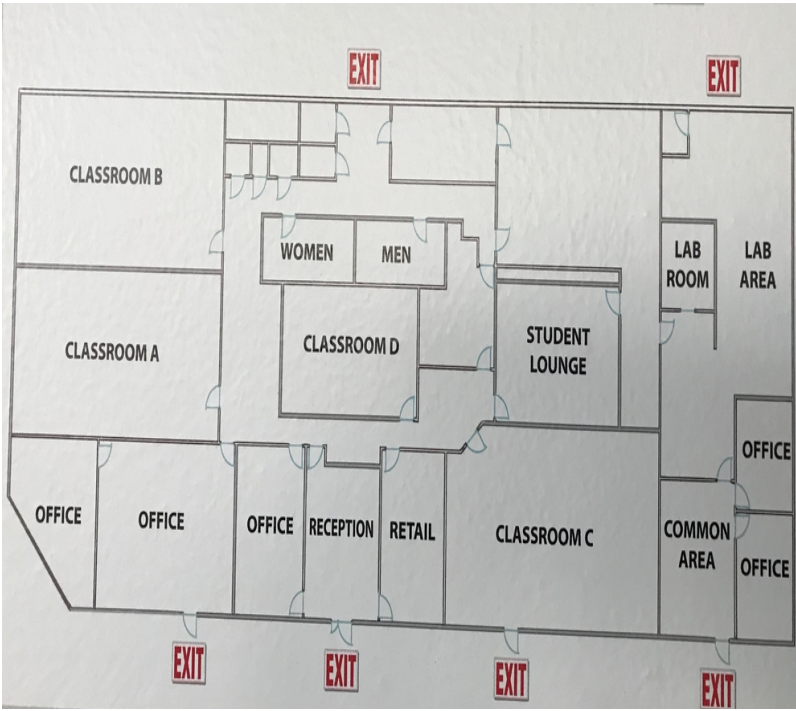 EXIT
EXIT
CLASSROOM B
WOMEN
MEN
LAB
ROOM
LAB
AREA
CLASSROOM A
CLASSROOM D
STUDENT
LOUNGE
OFFICE
OFFICE
OFFICE
OFFICE
RECEPTION
RETAIL
CLASSROOM C
COMMON
AREA
OFFICE
EXIT
EXIT
EXIT
EXIT